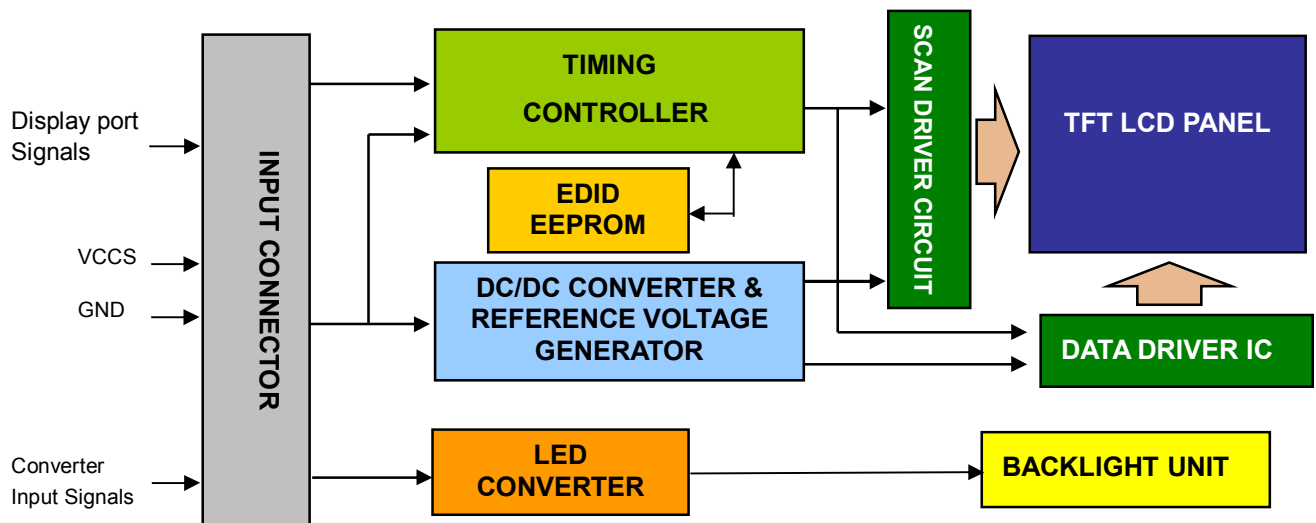 Display port
Signals
VCCS
GND
Converter
Input Signals
INPUT CONNECTOR
TIMING
CONTROLLER
EDID
EEPROM
DC/DC CONVERTER &
REFERENCE VOLTAGE
GENERATOR
LED
CONVERTER
SCAN DRIVER CIRCUIT
TFT LCD PANEL
DATA DRIVER IC
BACKLIGHT UNIT